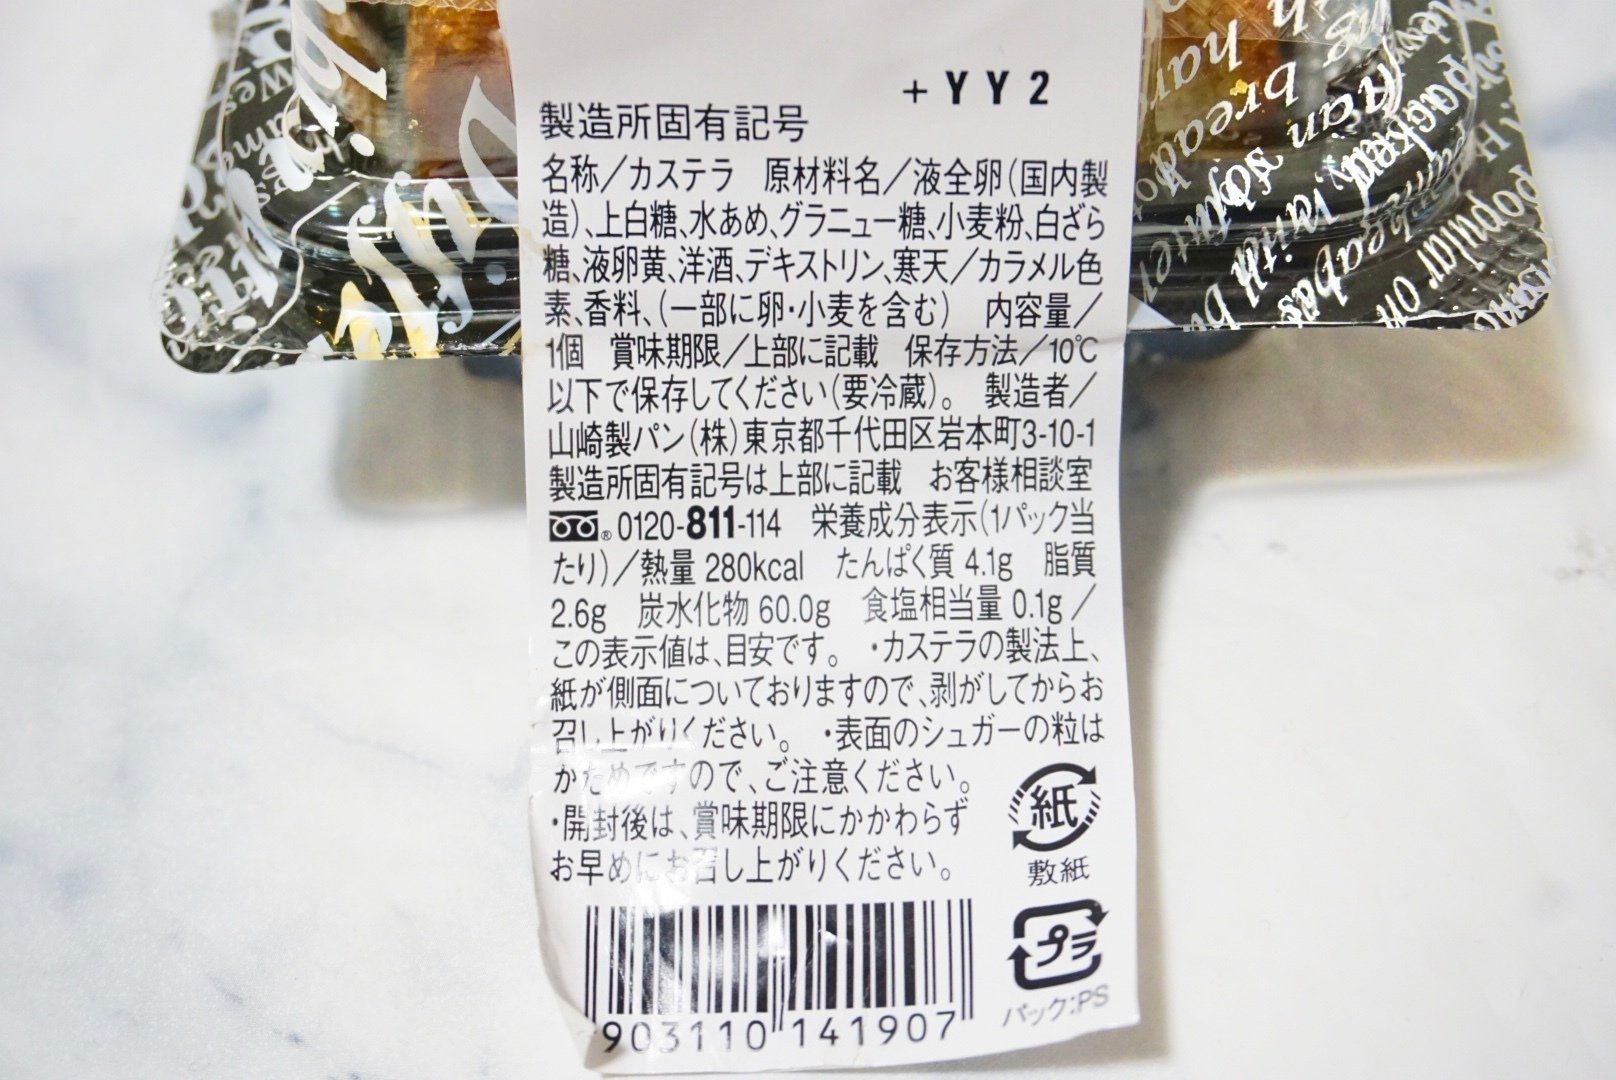 +YY2
製造所固有記号
名称／カステラ　原材料名／液全卵(国内製
造)、上白糖、水あめ、グラニュー糖、小麦粉、白ざら
糖、液卵黄、洋酒、デキストリン、寒天／カラメル色
素、香料、(一部に卵・小麦を含む)　内容量／
1個　賞味期限／上部に記載　保存方法／10℃
以下で保存してください(要冷蔵)。　製造者／
山崎製パン(株)東京都千代田区岩本町3-10-1
製造所固有記号は上部に記載　お客様相談室
®0120-811-114　栄養成分表示(1パック当
たり)／熱量 280kcal　たんぱく質 4.1g　脂質
2.6g　炭水化物 60.0g　食塩相当量 0.1g／
この表示値は、目安です。　・カステラの製法上、
紙が側面についておりますので、剥がしてからお
召し上がりください。　・表面のシュガーの粒は
かためですので、ご注意ください。
・開封後は、賞味期限にかかわらず
お早めにお召し上がりください。
紙
敷紙
プラ
パック:PS
903110 141907